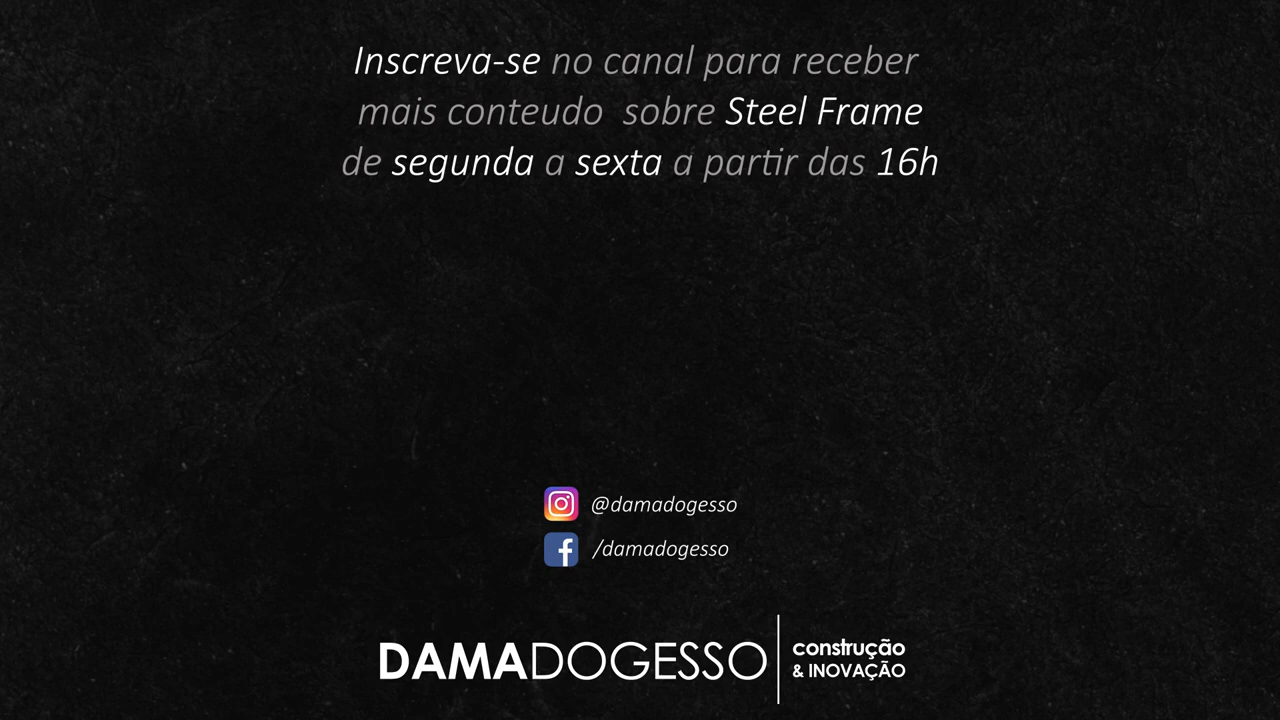 Inscreva-se no canal para receber
mais conteudo sobre Steel Frame
de segunda a sexta a partir das 16h
@damadogesso
/damadogesso
DAMADOGESSO
construção
& INOVAÇÃO